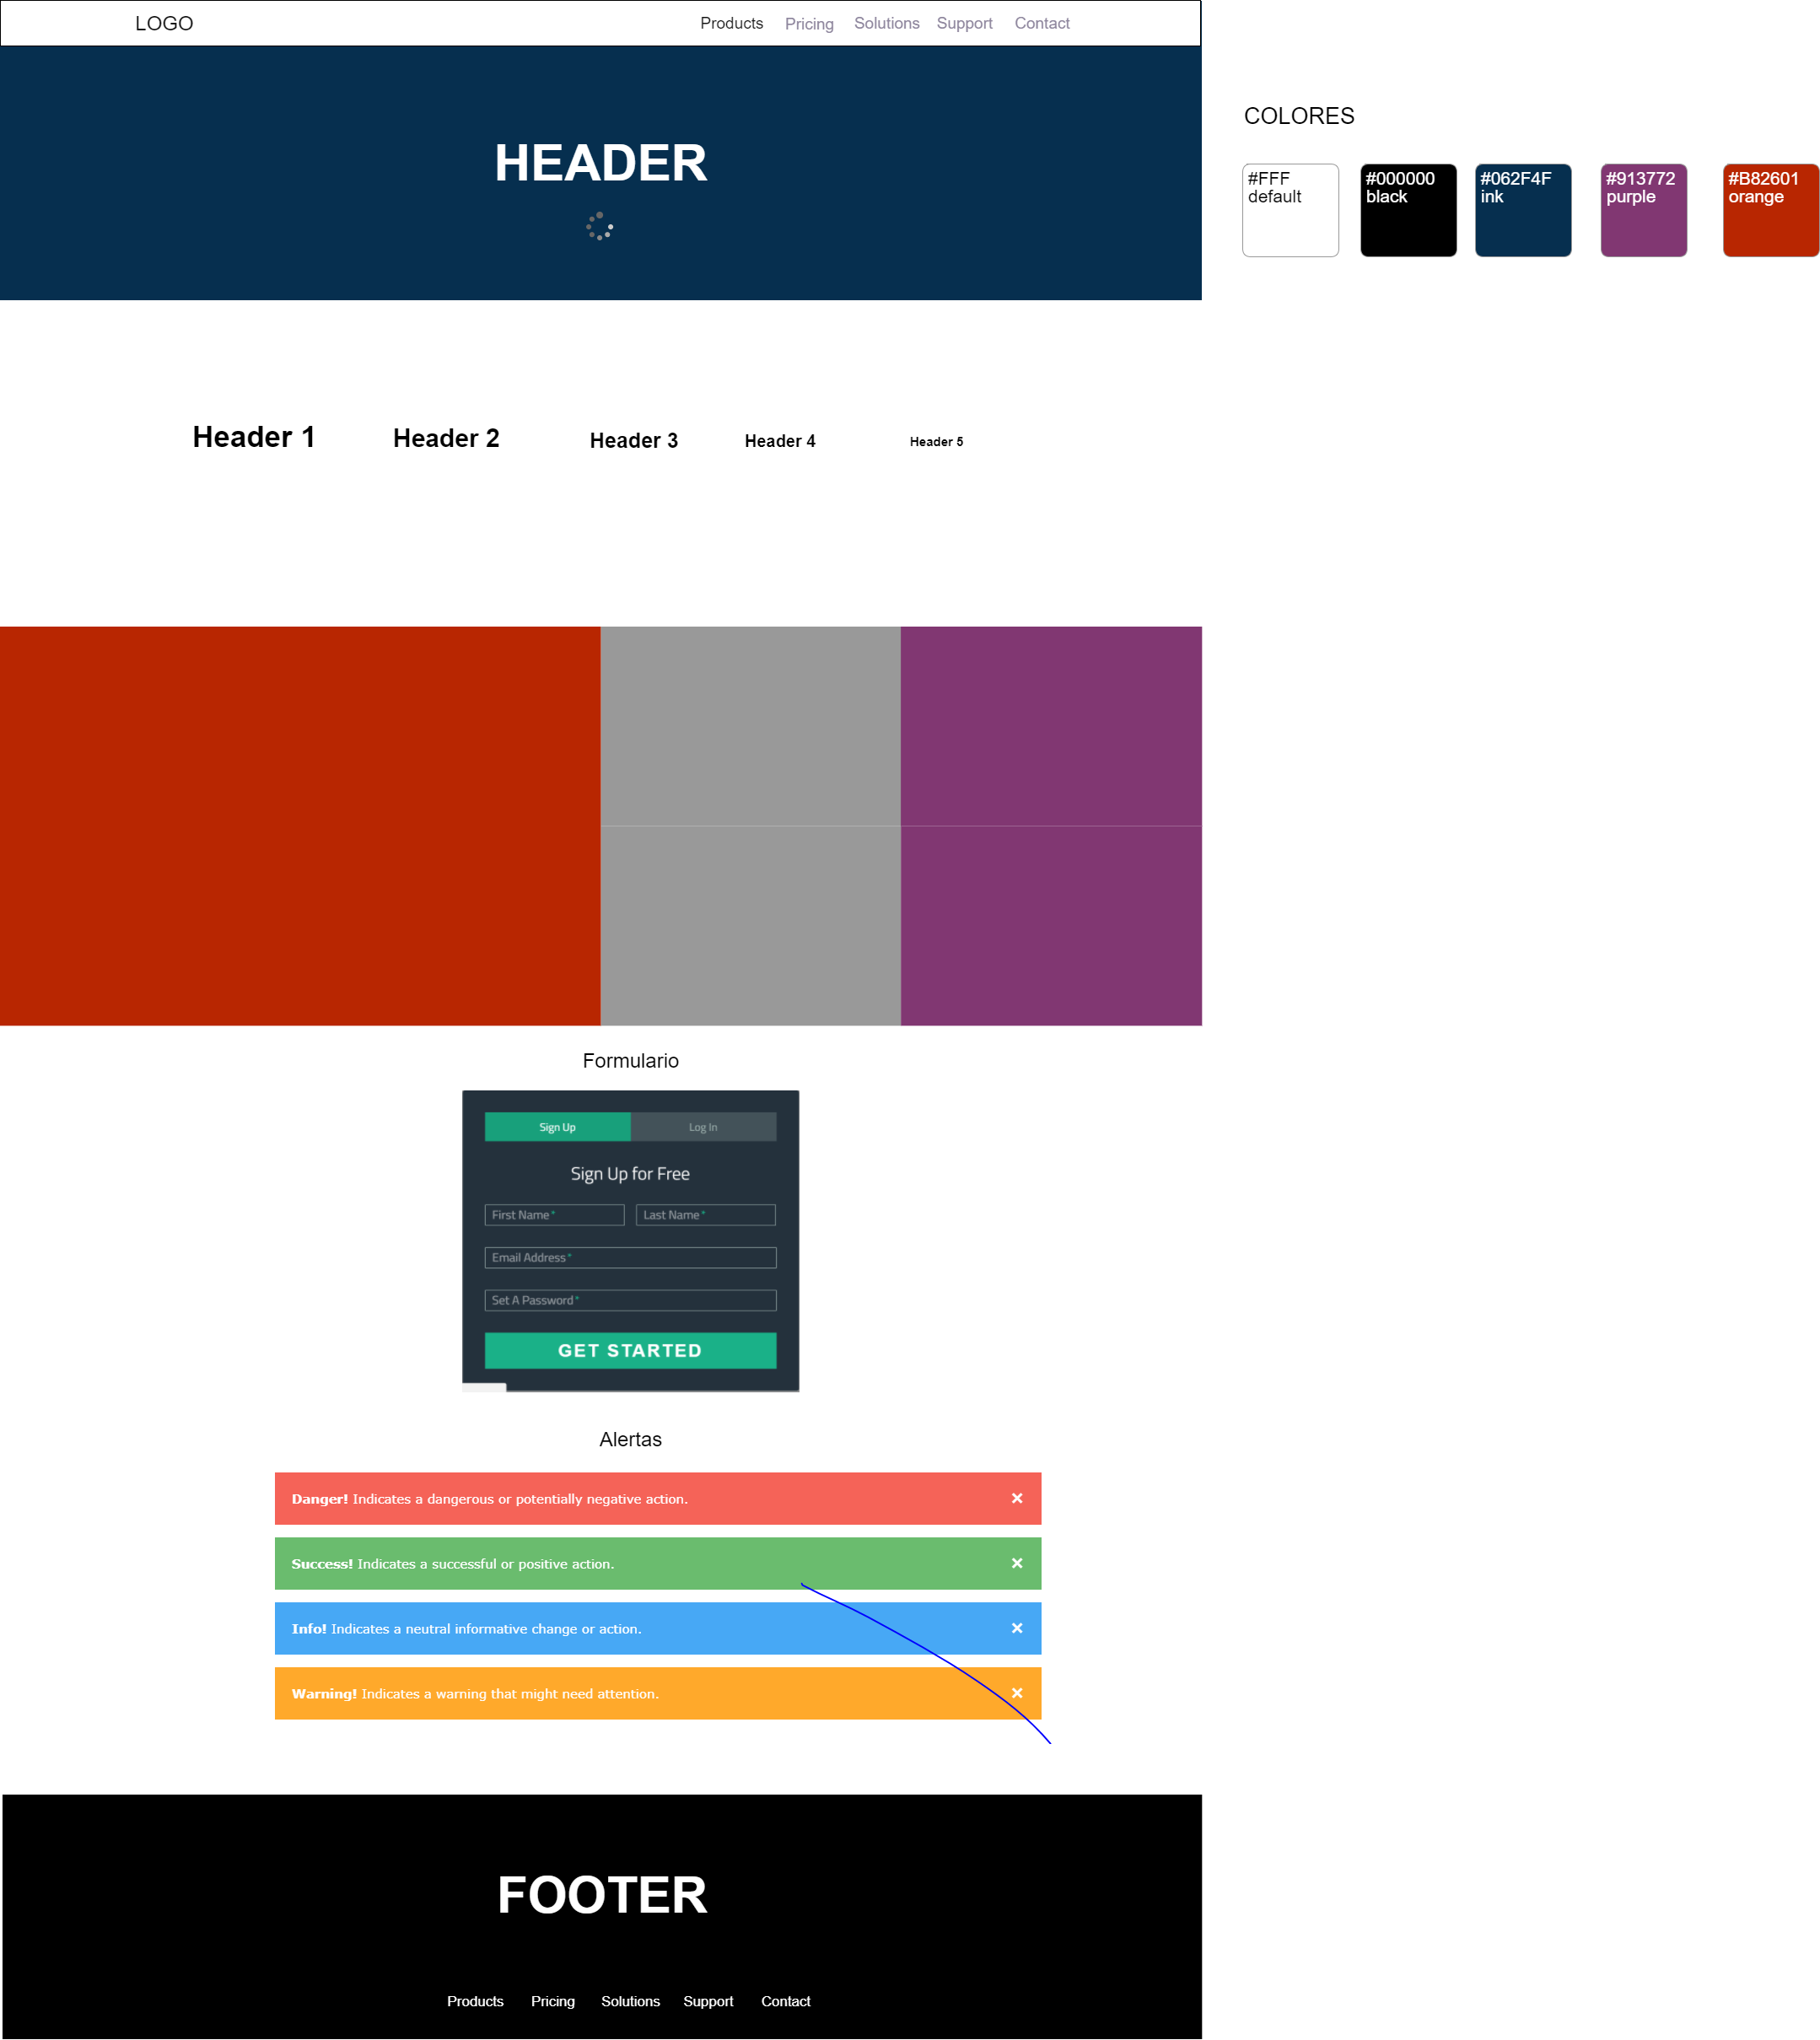 LOGO
Products Pricing Solutions Support Contact
HEADER
COLORES
#FFF
default
#000000
black
#062F4F
ink
#913772
purple
#B82601
orange
Header 1 Header 2 Header 3 Header 4 Header 5
Formulario
Sign Up Log In
Sign Up for Free
First Name* Last Name*
Email Address*
Set A Password*
GET STARTED
Alertas
Danger! Indicates a dangerous or potentially negative action. ×
Success! Indicates a successful or positive action. ×
Info! Indicates a neutral informative change or action. ×
Warning! Indicates a warning that might need attention. ×
FOOTER
Products Pricing Solutions Support Contact